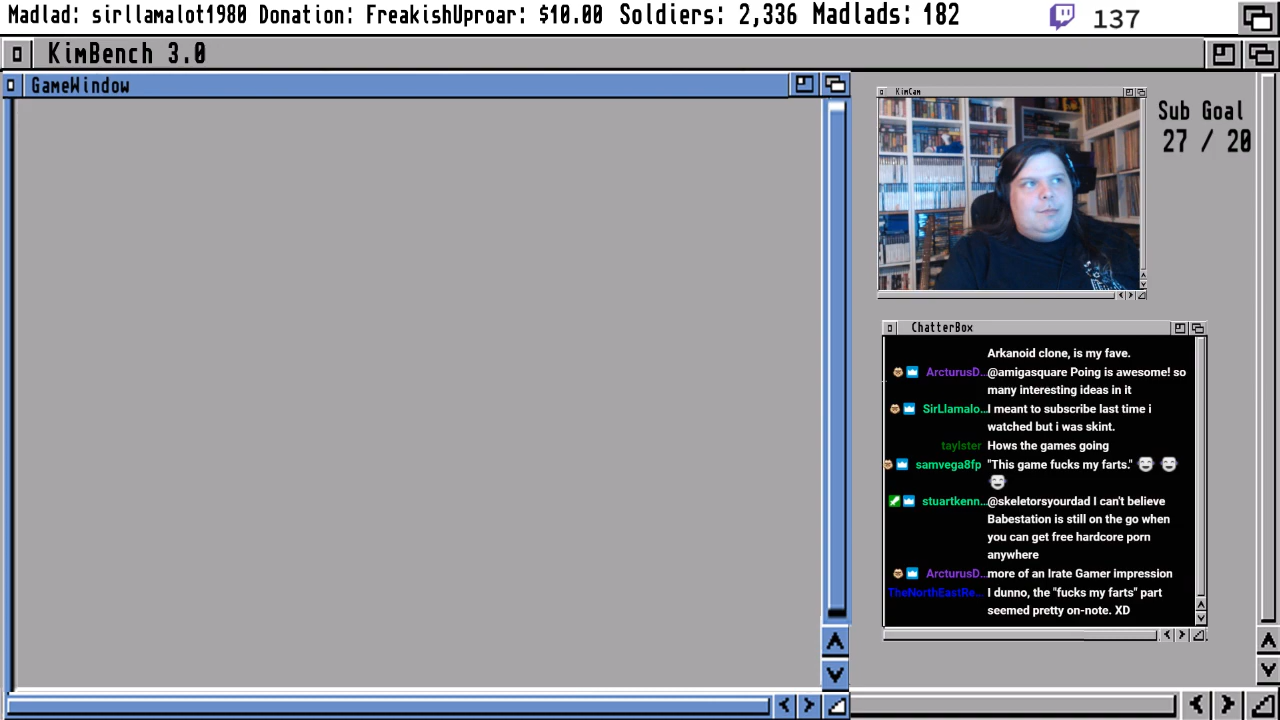 Madlad: sirllamalot1980 Donation: FreakishUproar: $10.00 Soldiers: 2,336 Madlads: 182
137
KimBench 3.0
GameWindow
KimCam
Sub Goal
27 / 20
ChatterBox
Arkanoid clone, is my fave.
ArcturusD... @amigasquare Poing is awesome! so
many interesting ideas in it
SirLlamalo... I meant to subscribe last time i
watched but i was skint.
taylster Hows the games going
samvega8fp "This game fucks my farts."
stuartkenn... @skeletorsyourdad I can't believe
Babestation is still on the go when
you can get free hardcore porn
anywhere
ArcturusD... more of an Irate Gamer impression
TheNorthEastRe... I dunno, the "fucks my farts" part
seemed pretty on-note. XD